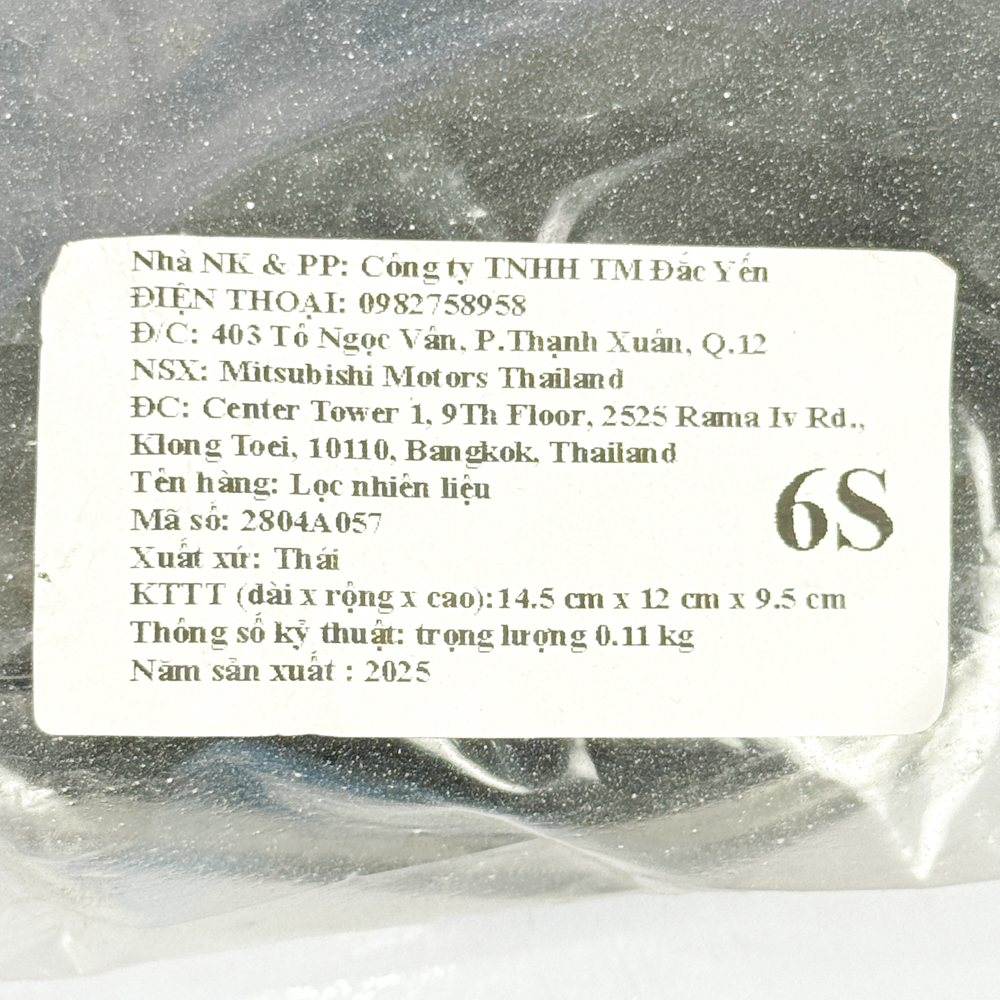 Nhà NK & PP: Công ty TNHH TM Đắc Yến
ĐIỆN THOẠI: 0982758958
Đ/C: 403 Tô Ngọc Vân, P.Thạnh Xuân, Q.12
NSX: Mitsubishi Motors Thailand
ĐC: Center Tower 1, 9Th Floor, 2525 Rama Iv Rd.,
Klong Toei, 10110, Bangkok, Thailand
Tên hàng: Lọc nhiên liệu
Mã số: 2804A057
6S
Xuất xứ: Thái
KTTT (dài x rộng x cao):14.5 cm x 12 cm x 9.5 cm
Thông số kỷ thuật: trọng lượng 0.11 kg
Năm sản xuất : 2025